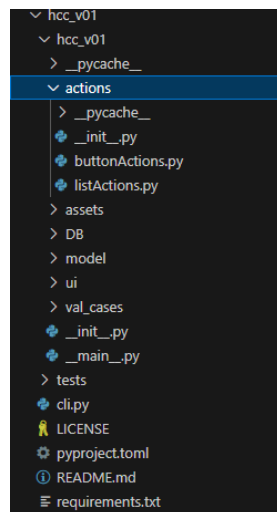 hcc_v01
hcc_v01
__pycache__
actions
__pycache__
__init__.py
buttonActions.py
listActions.py
assets
DB
model
ui
val_cases
__init__.py
__main__.py
tests
cli.py
LICENSE
pyproject.toml
README.md
requirements.txt